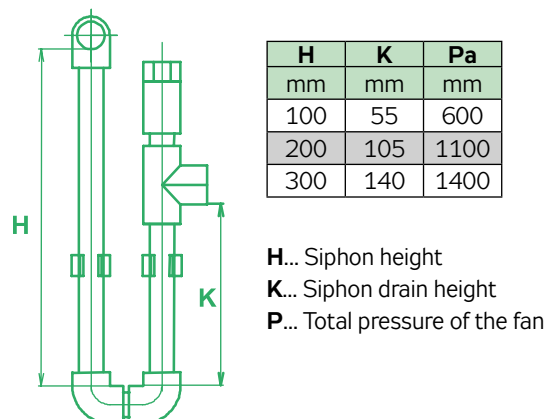 H K Pa
mm mm mm
100 55 600
200 105 1100
300 140 1400
H
K
H... Siphon height
K... Siphon drain height
P... Total pressure of the fan